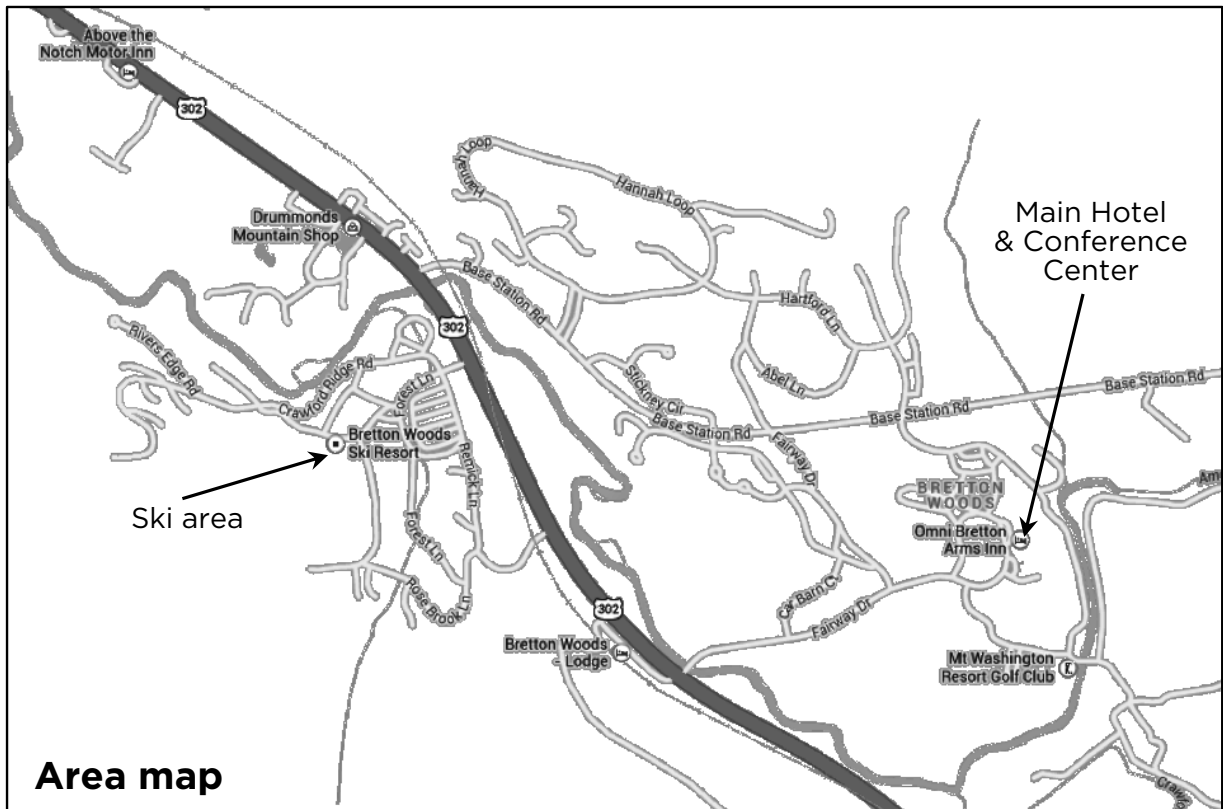 Above the
Notch Motor Inn
302
Loop
Hannah
Hannah Loop
Drummonds
Mountain Shop
Main Hotel
& Conference
Center
Base Station Rd
302
Hartford Ln
Rivers Edge Rd
Crawford Ridge Rd
Forest Ln
Stickney Cir
Abel Ln
Base Station Rd
Base Station Rd
Base Station Rd
Bretton Woods
Ski Resort
Remick Ln
Fairway Dr
Ski area
BRETTON
WOODS
Omni Bretton
Arms Inn
Forest Ln
Rose Brook Ln
Car Barn Ct
302
Fairway Dr
Bretton Woods
Lodge
Mt Washington
Resort Golf Club
Area map